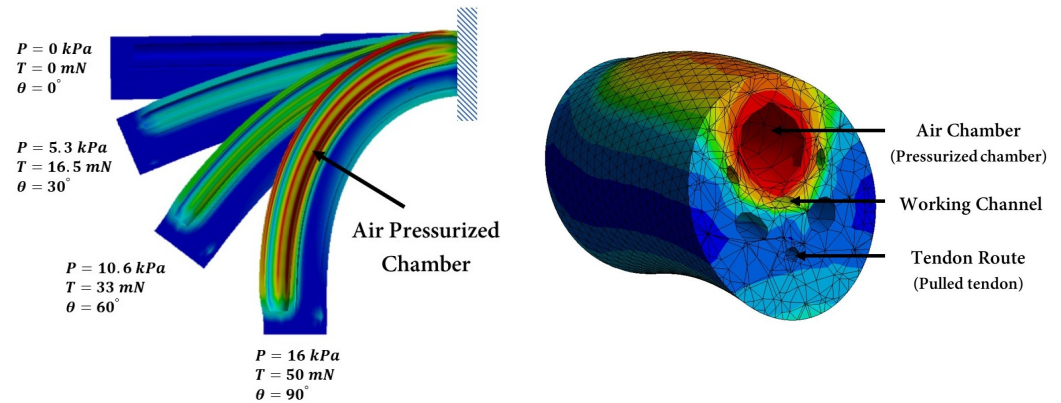 P = 0 kPa
T = 0 mN
θ = 0°
P = 5.3 kPa
T = 16.5 mN
θ = 30°
P = 10.6 kPa
T = 33 mN
θ = 60°
P = 16 kPa
T = 50 mN
θ = 90°
Air Pressurized
Chamber
Air Chamber
(Pressurized chamber)
Working Channel
Tendon Route
(Pulled tendon)